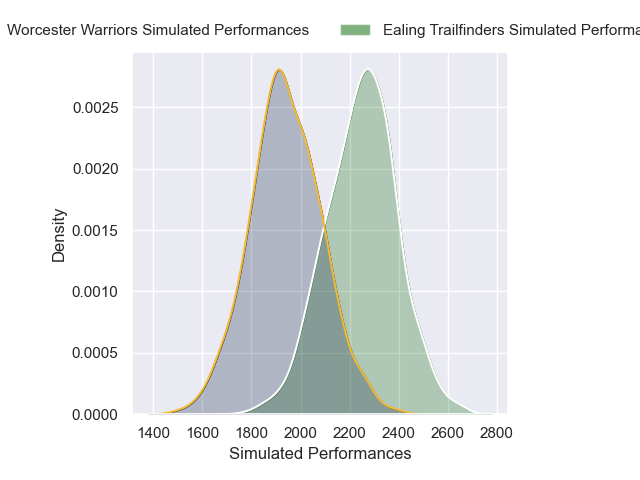 Worcester Warriors Simulated Performances Ealing Trailfinders Simulated Performa
0.0025
0.0020
0.0015
0.0010
0.0005
0.0000
Density
1400 1600 1800 2000 2200 2400 2600 2800
Simulated Performances